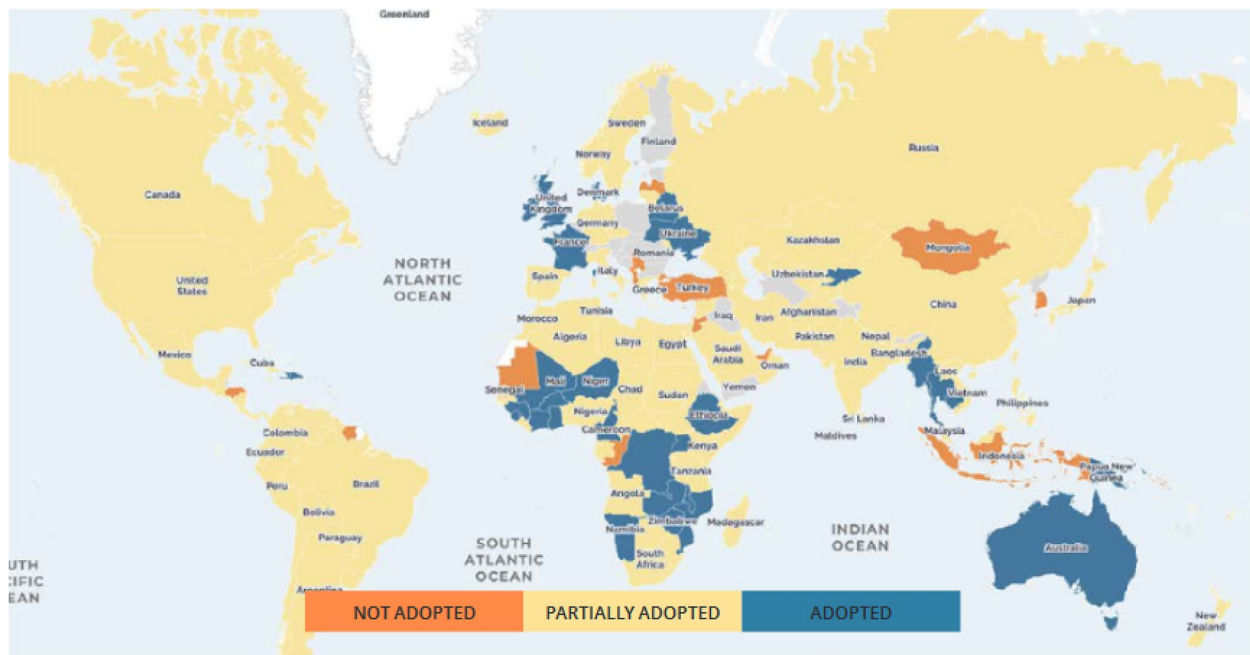 Greenland
Iceland
Sweden
Finland
Norway
Russia
Canada
United
Kingdom
Denmark
Belarus
Germany
Ukraine
France
Kazakhstan
Mongolia
Romania
NORTH
ATLANTIC
OCEAN
Italy
Uzbekistan
Spain
United
States
Greece
Turkey
China
Japan
Morocco
Tunisia
Iraq
Iran
Afghanistan
Algeria
Libya
Egypt
Pakistan
Nepal
Mexico
Cuba
Saudi
Arabia
Oman
India
Bangladesh
Laos
Senegal
Mali
Niger
Chad
Sudan
Yemen
Vietnam
Philippines
Nigeria
Ethiopia
Sri Lanka
Colombia
Cameroon
Maldives
Malaysia
Ecuador
Kenya
Indonesia
Tanzania
Papua New
Guinea
Peru
Brazil
Angola
Bolivia
Zimbabwe
Madagascar
Namibia
INDIAN
OCEAN
Paraguay
SOUTH
ATLANTIC
OCEAN
South
Africa
Australia
UTH
IFIC
EAN
Argentina
NOT ADOPTED
PARTIALLY ADOPTED
ADOPTED
New
Zealand